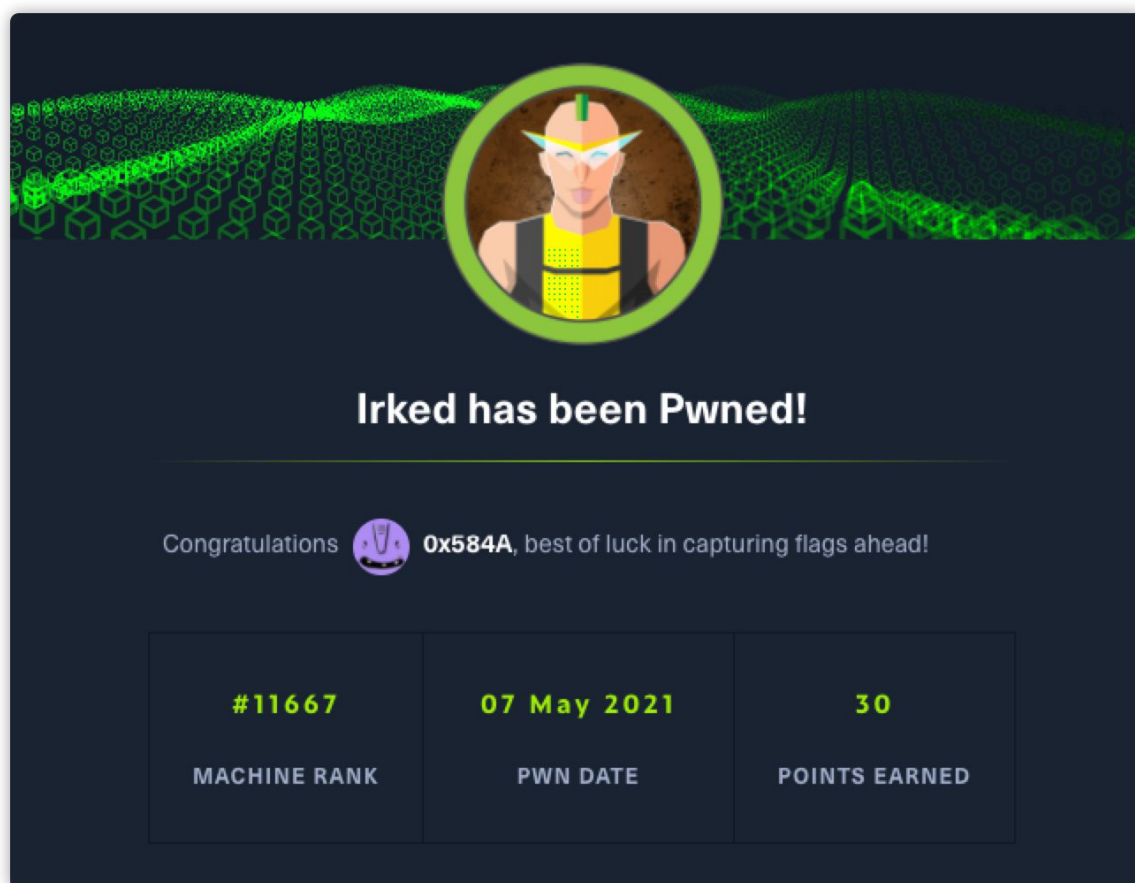 Irked has been Pwned!
Congratulations 0x584A, best of luck in capturing flags ahead!
#11667 07 May 2021 30
MACHINE RANK PWN DATE POINTS EARNED